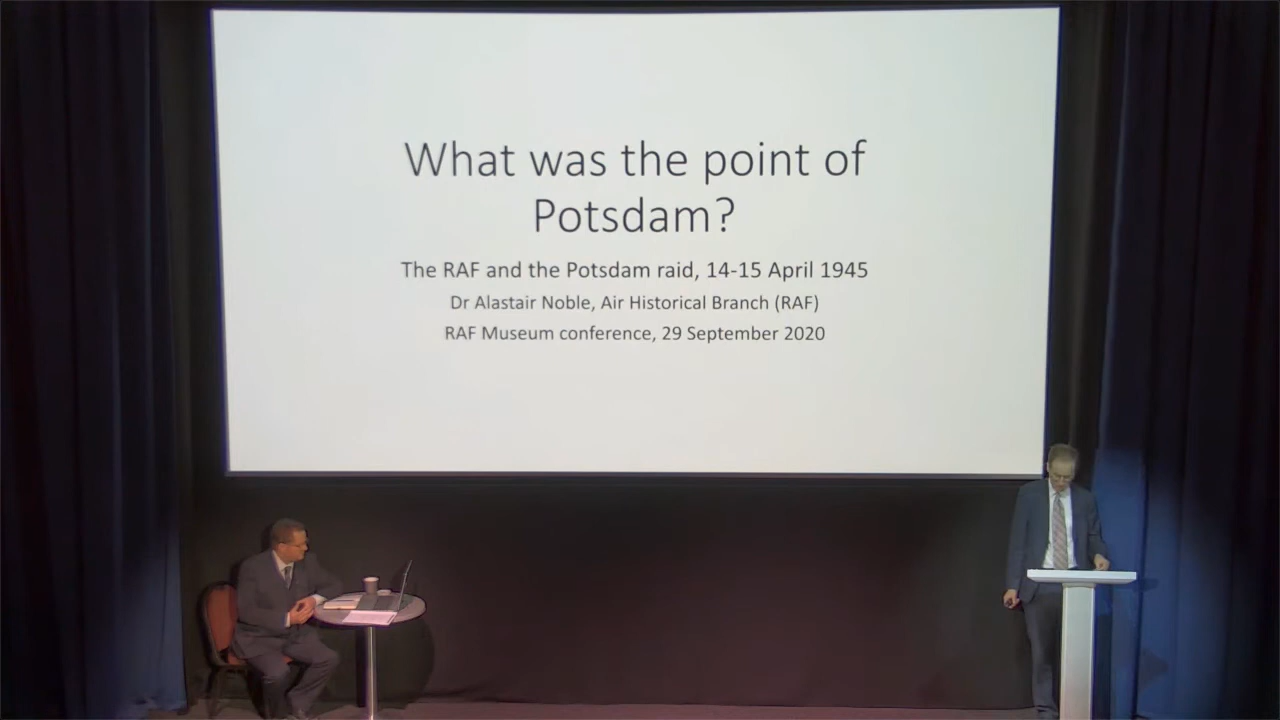 What was the point of
Potsdam?
The RAF and the Potsdam raid, 14-15 April 1945
Dr Alastair Noble, Air Historical Branch (RAF)
RAF Museum conference, 29 September 2020